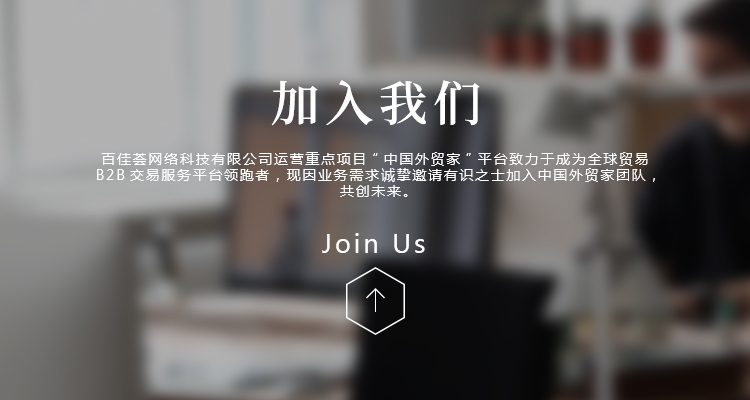 加入我们
百佳荟网络科技有限公司运营重点项目＂中国外贸家＂平台致力于成为全球贸易
B2B 交易服务平台领跑者，现因业务需求诚挚邀请有识之士加入中国外贸家团队，
共创未来。
Join Us